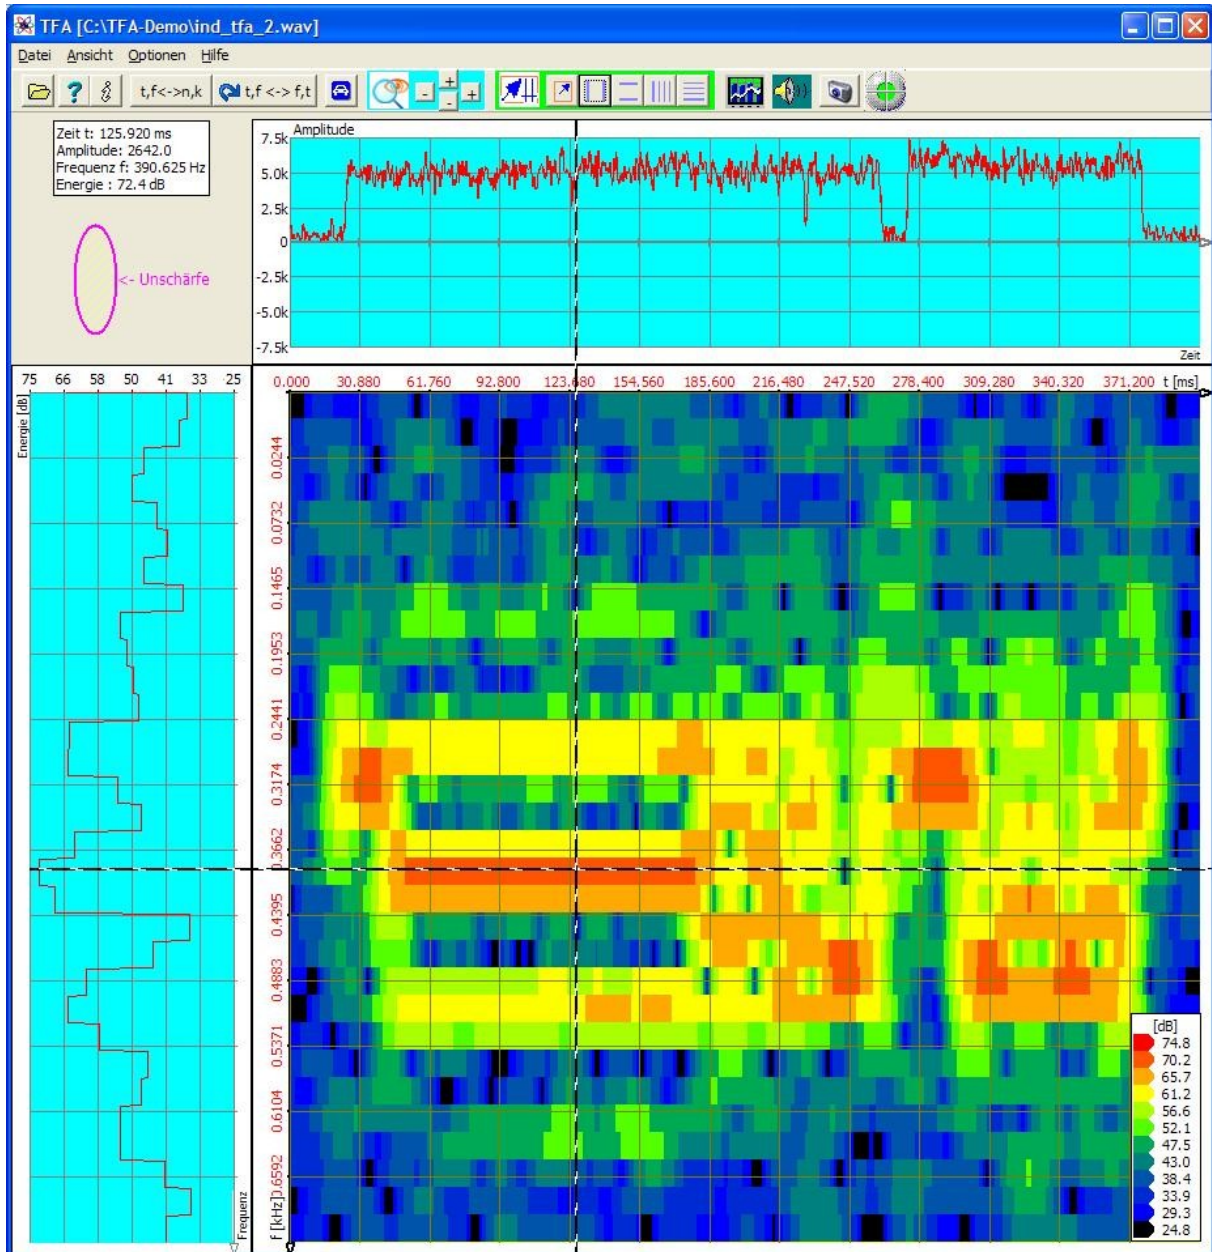 TFA [C:\TFA-Demo\ind_tfa_2.wav]
Datei Ansicht Optionen Hilfe
t,f<->n,k t,f <-> f,t
Zeit t: 125.920 ms
Amplitude: 2642.0
Frequenz f: 390.625 Hz
Energie : 72.4 dB
<- Unschärfe
Amplitude
7.5k
5.0k
2.5k
0
-2.5k
-5.0k
-7.5k
Zeit
75 66 58 50 41 33 25
Energie [dB]
Frequenz
0.000 30.880 61.760 92.800 123.680 154.560 185.600 216.480 247.520 278.400 309.280 340.320 371.200 t [ms]
0.0244
0.0732
0.1465
0.1953
0.2441
0.3174
0.3662
0.4395
0.4883
0.5371
0.6104
0.6592
f [kHz]
[dB]
74.8
70.2
65.7
61.2
56.6
52.1
47.5
43.0
38.4
33.9
29.3
24.8